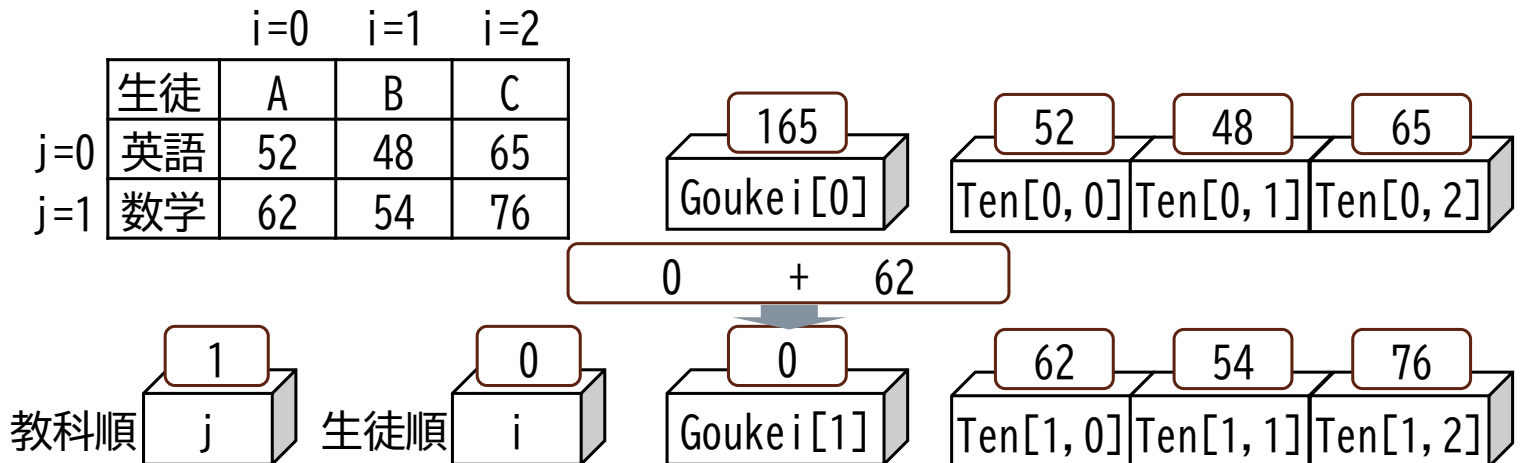 i=0 i=1 i=2
生徒 A B C
j=0 英語 52 48 65
j=1 数学 62 54 76
165 52 48 65
Goukei[0] Ten[0,0] Ten[0,1] Ten[0,2]
0 + 62
1 0 0 62 54 76
教科順 j 生徒順 i Goukei[1] Ten[1,0] Ten[1,1] Ten[1,2]